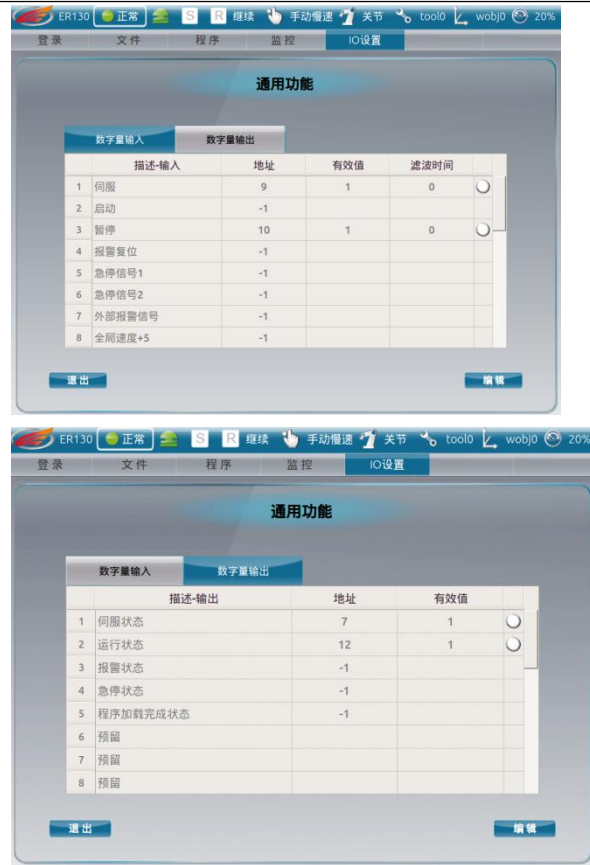 ER130 正常 S R 继续 手动慢速 关节 tool0 wobj0 20%
登录 文件 程序 监控 IO设置
通用功能
数字量输入 数字量输出
描述-输入 地址 有效值 滤波时间
1 伺服 9 1 0
2 启动 -1
3 暂停 10 1 0
4 报警复位 -1
5 急停信号1 -1
6 急停信号2 -1
7 外部报警信号 -1
8 全局速度+5 -1
退出 编辑
ER130 正常 S R 继续 手动慢速 关节 tool0 wobj0 20%
登录 文件 程序 监控 IO设置
通用功能
数字量输入 数字量输出
描述-输出 地址 有效值
1 伺服状态 7 1
2 运行状态 12 1
3 报警状态 -1
4 急停状态 -1
5 程序加载完成状态 -1
6 预留
7 预留
8 预留
退出 编辑